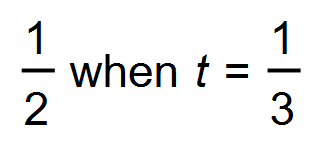 1/2 when t = 1/3